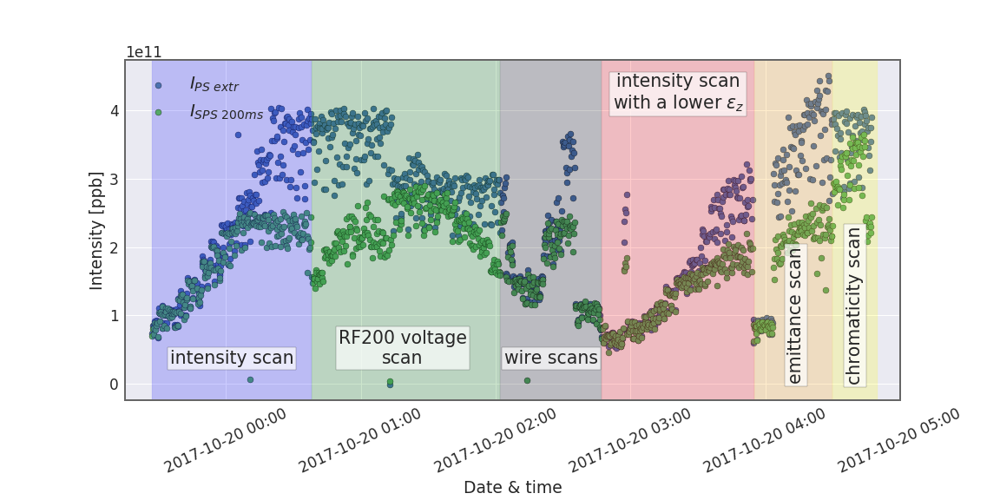 1e11
I_PS extr
I_SPS 200ms
intensity scan
with a lower ε_z
4
3
2
1
0
Intensity [ppb]
intensity scan
RF200 voltage
scan
wire scans
emittance scan
chromaticity scan
2017-10-20 00:00
2017-10-20 01:00
2017-10-20 02:00
2017-10-20 03:00
2017-10-20 04:00
2017-10-20 05:00
Date & time